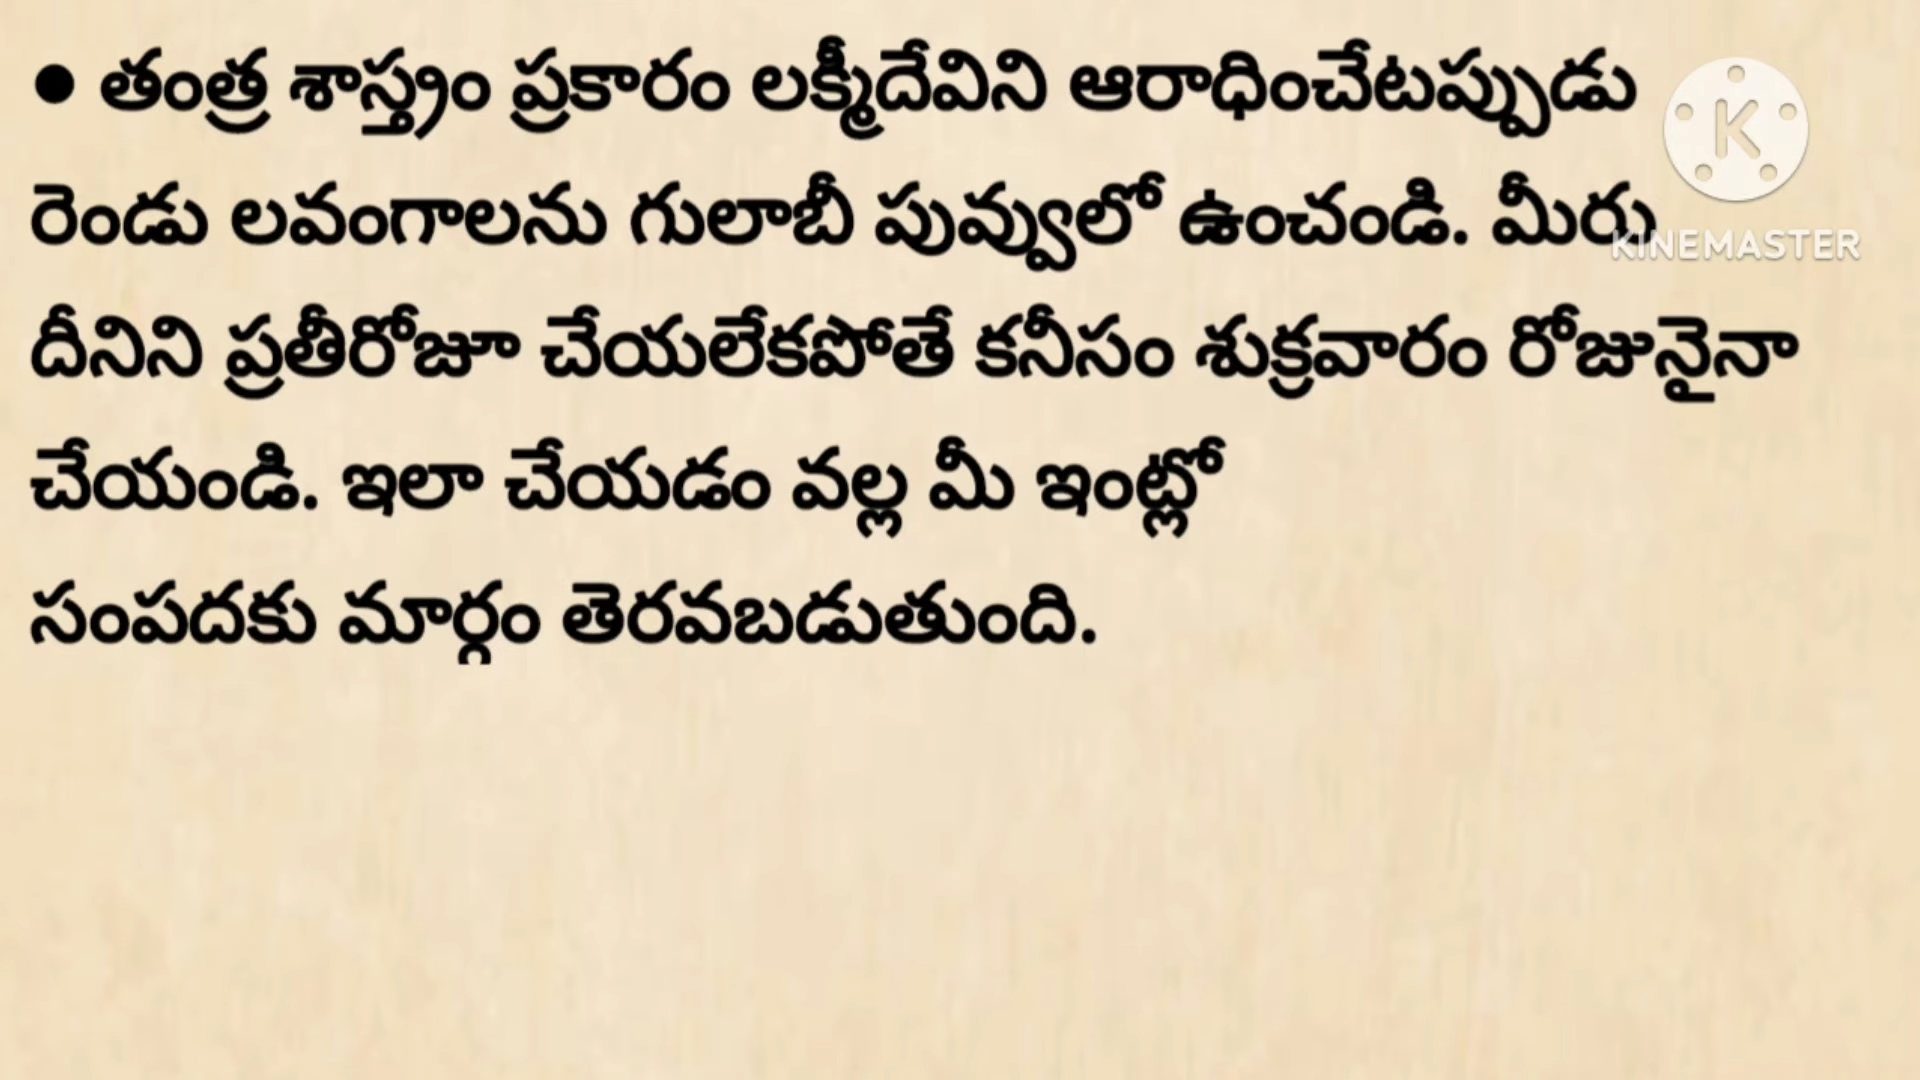 • తంత్ర శాస్త్రం ప్రకారం లక్ష్మీదేవిని ఆరాధించేటప్పుడు
రెండు లవంగాలను గులాబీ పువ్వులో ఉంచండి. మీరు
దీనిని ప్రతీరోజూ చేయలేకపోతే కనీసం శుక్రవారం రోజునైనా
చేయండి. ఇలా చేయడం వల్ల మీ ఇంట్లో
సంపదకు మార్గం తెరవబడుతుంది.
K
KINEMASTER